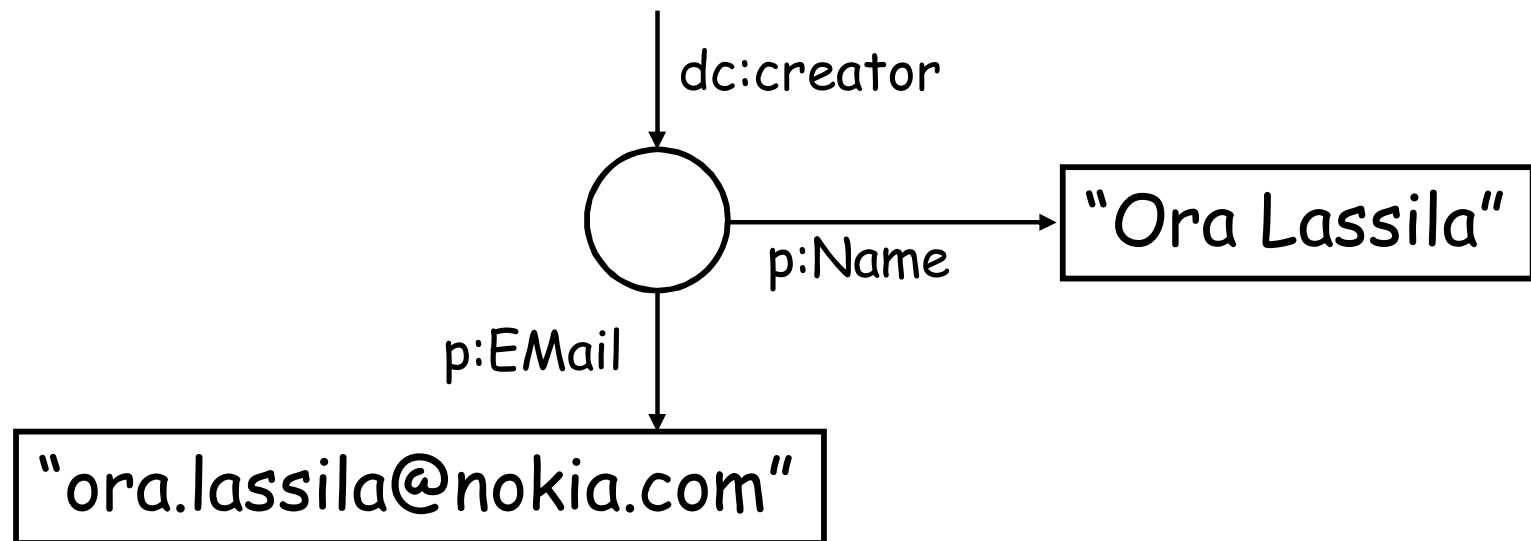 dc:creator
“Ora Lassila”
p:Name
p:EMail
“ora.lassila@nokia.com”